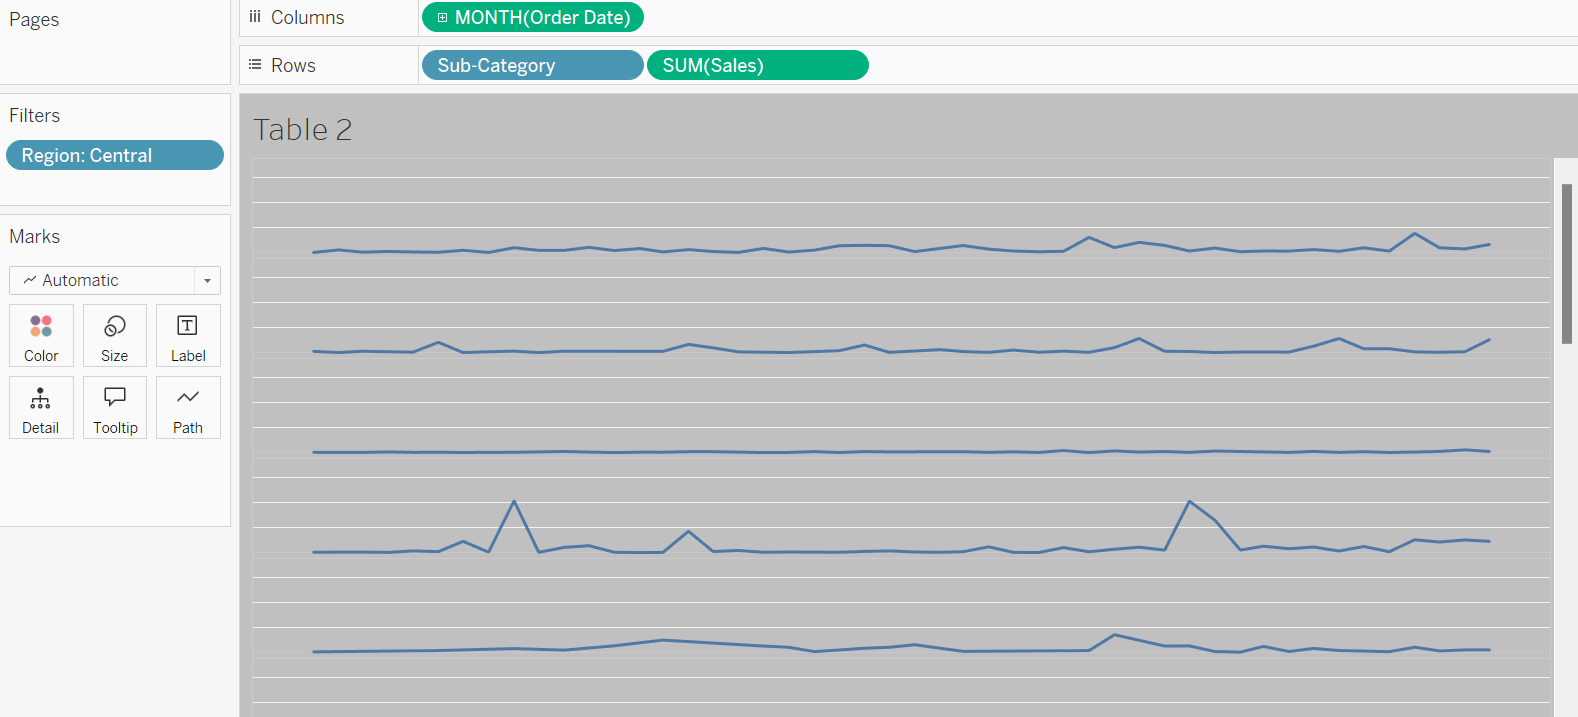 Pages
Columns
MONTH(Order Date)
Rows
Sub-Category
SUM(Sales)
Filters
Region: Central
Marks
Automatic
Color
Size
Label
Detail
Tooltip
Path
Table 2